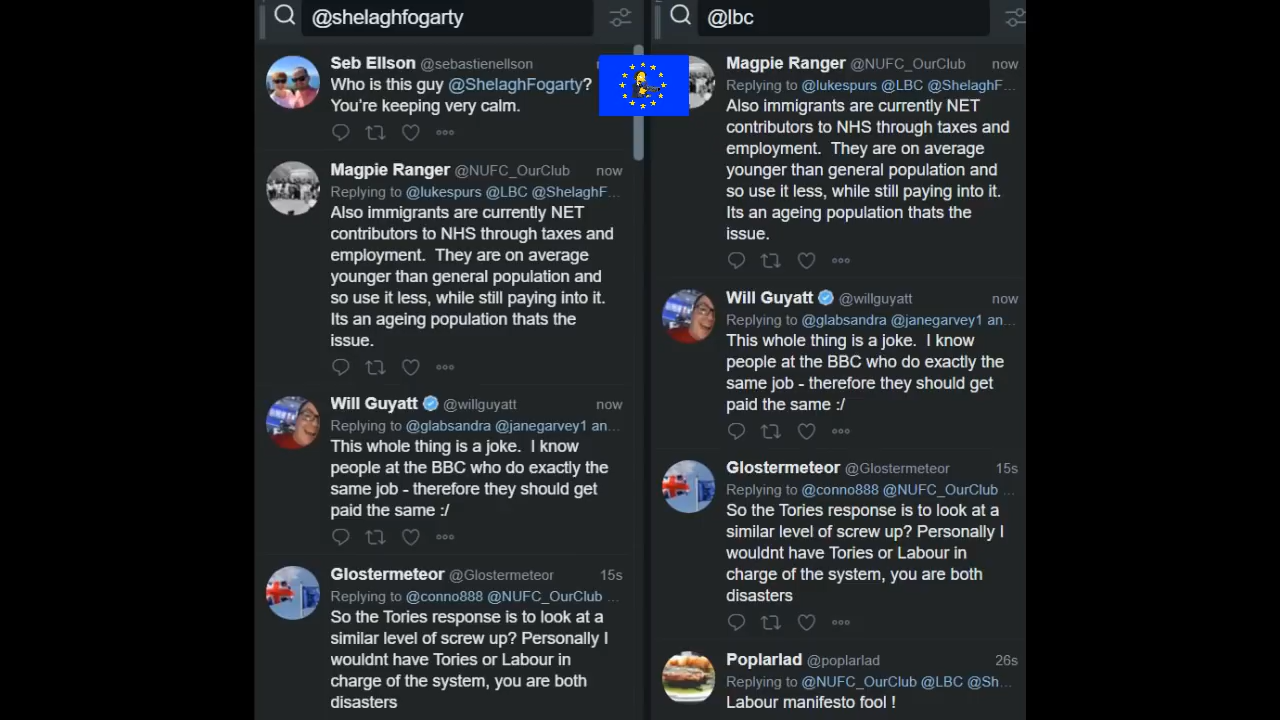 @shelaghfogarty
Seb Ellson @sebastienellson
Who is this guy @ShelaghFogarty?
You're keeping very calm.
Magpie Ranger @NUFC_OurClub now
Replying to @lukespurs @LBC @ShelaghF...
Also immigrants are currently NET
contributors to NHS through taxes and
employment. They are on average
younger than general population and
so use it less, while still paying into it.
Its an ageing population thats the
issue.
Will Guyatt @willguyatt now
Replying to @glabsandra @janegarvey1 an...
This whole thing is a joke. I know
people at the BBC who do exactly the
same job - therefore they should get
paid the same :/
Glostermeteor @Glostermeteor 15s
Replying to @conno888 @NUFC_OurClub ...
So the Tories response is to look at a
similar level of screw up? Personally I
wouldnt have Tories or Labour in
charge of the system, you are both
disasters
@lbc
Magpie Ranger @NUFC_OurClub now
Replying to @lukespurs @LBC @ShelaghF...
Also immigrants are currently NET
contributors to NHS through taxes and
employment. They are on average
younger than general population and
so use it less, while still paying into it.
Its an ageing population thats the
issue.
Will Guyatt @willguyatt now
Replying to @glabsandra @janegarvey1 an...
This whole thing is a joke. I know
people at the BBC who do exactly the
same job - therefore they should get
paid the same :/
Glostermeteor @Glostermeteor 15s
Replying to @conno888 @NUFC_OurClub ...
So the Tories response is to look at a
similar level of screw up? Personally I
wouldnt have Tories or Labour in
charge of the system, you are both
disasters
Poplarlad @poplarlad 26s
Replying to @NUFC_OurClub @LBC @Sh...
Labour manifesto fool !